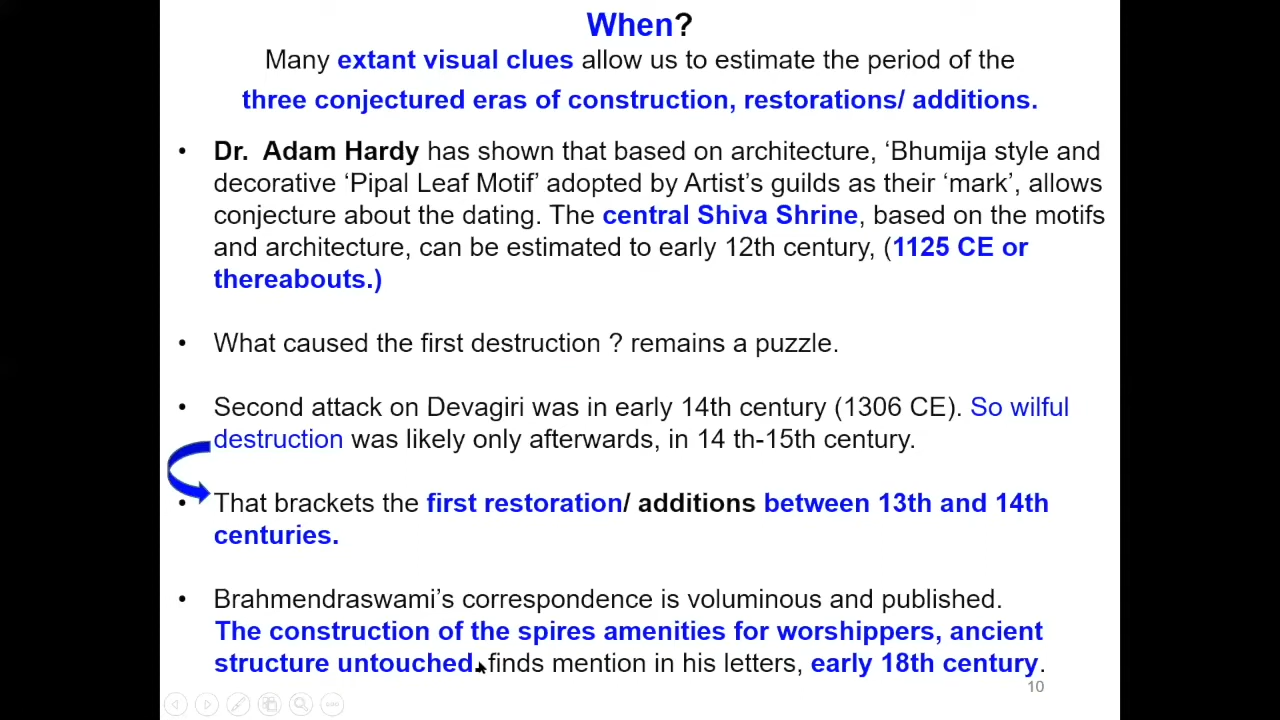 When?
Many extant visual clues allow us to estimate the period of the
three conjectured eras of construction, restorations/ additions.
• Dr. Adam Hardy has shown that based on architecture, ‘Bhumija style and
decorative ‘Pipal Leaf Motif’ adopted by Artist’s guilds as their ‘mark’, allows
conjecture about the dating. The central Shiva Shrine, based on the motifs
and architecture, can be estimated to early 12th century, (1125 CE or
thereabouts.)
• What caused the first destruction ? remains a puzzle.
• Second attack on Devagiri was in early 14th century (1306 CE). So wilful
destruction was likely only afterwards, in 14 th-15th century.
• That brackets the first restoration/ additions between 13th and 14th
centuries.
• Brahmendraswami’s correspondence is voluminous and published.
The construction of the spires amenities for worshippers, ancient
structure untouched. finds mention in his letters, early 18th century.
10